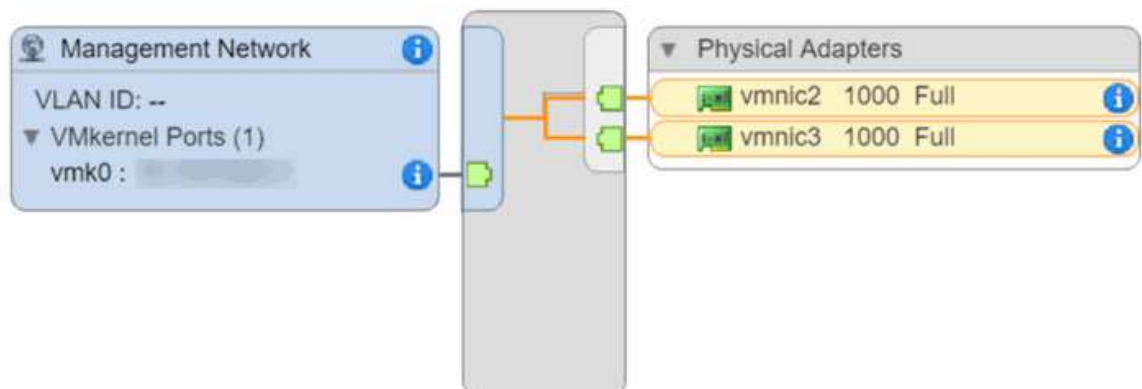 Management Network
VLAN ID: --
VMkernel Ports (1)
vmk0 :
Physical Adapters
vmnic2 1000 Full
vmnic3 1000 Full